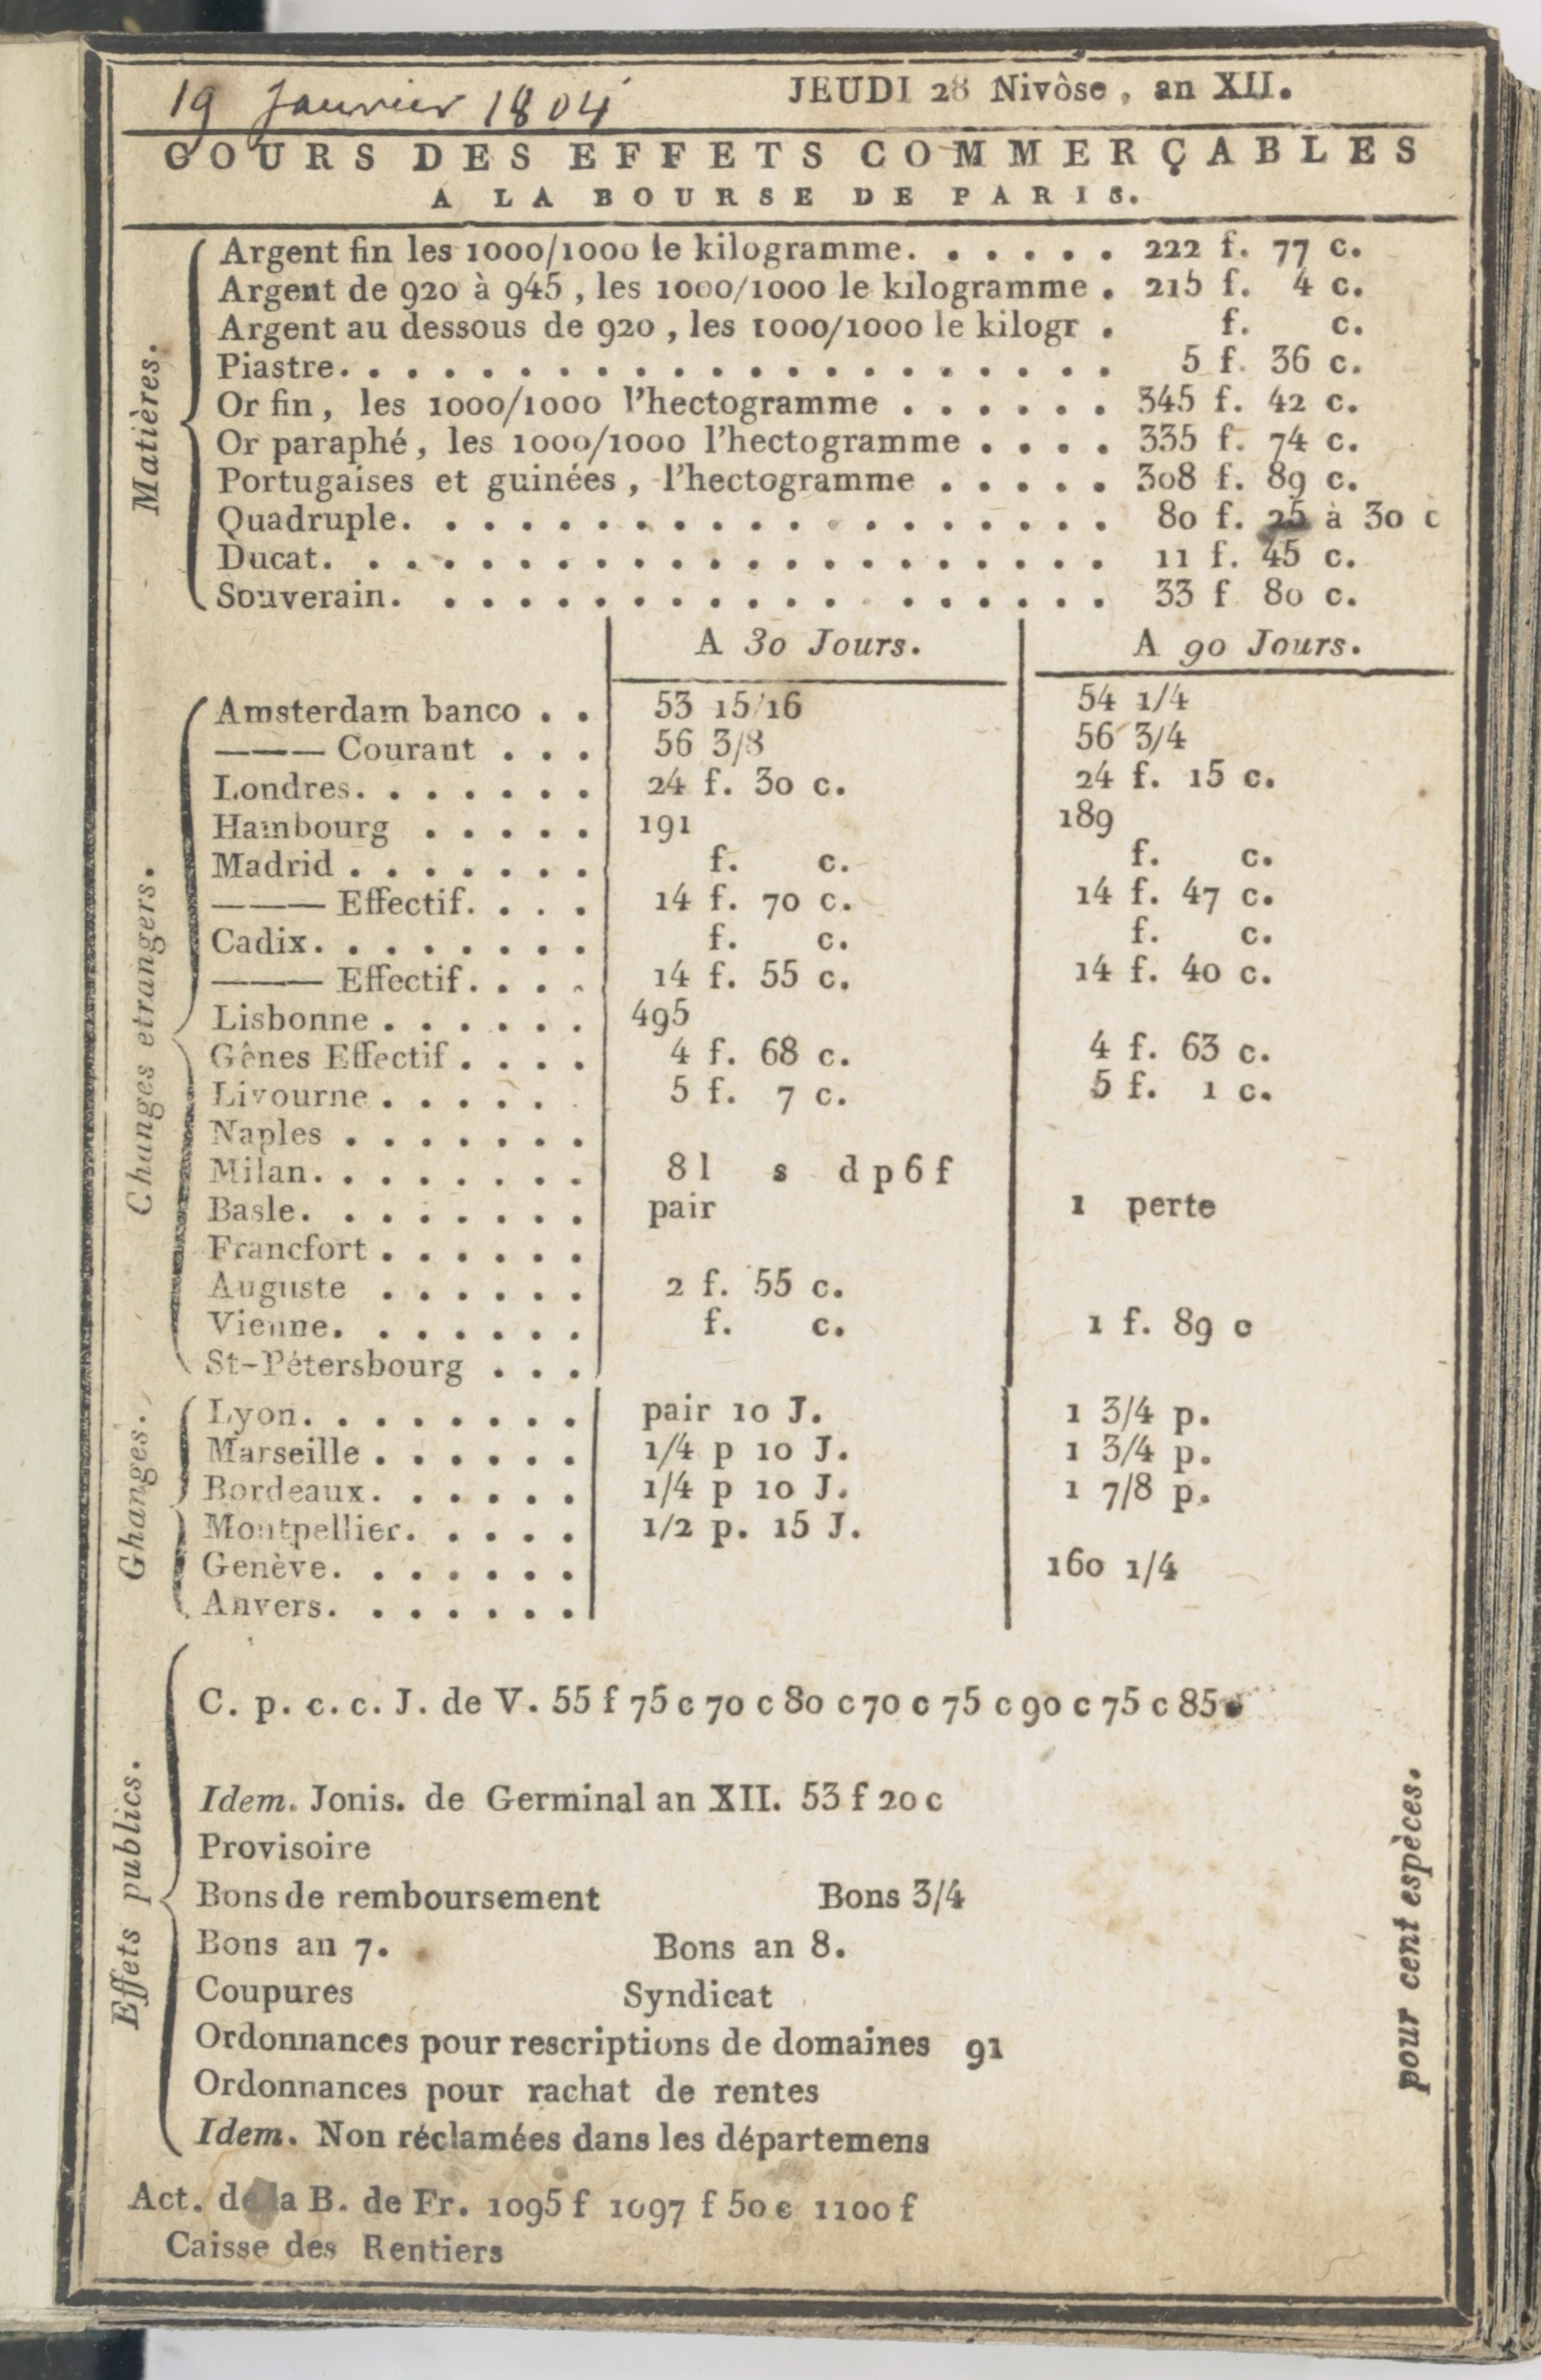 19 Janvier 1804
JEUDI 28 Nivôse, an XII.
COURS DES EFFETS COMMERÇABLES
A LA BOURSE DE PARIS.
Matières.
Argent fin les 1000/1000 le kilogramme. . . . . . 222 f. 77 c.
Argent de 920 à 945, les 1000/1000 le kilogramme . 215 f. 4 c.
Argent au dessous de 920, les 1000/1000 le kilogr . f. c.
Piastre. . . . . . . . . . . . . . . . . . . . . 5 f. 36 c.
Or fin, les 1000/1000 l'hectogramme . . . . . . 345 f. 42 c.
Or paraphé, les 1000/1000 l'hectogramme . . . . 335 f. 74 c.
Portugaises et guinées, l'hectogramme . . . . . 308 f. 89 c.
Quadruple. . . . . . . . . . . . . . . . . . . 80 f. 25 à 30 c
Ducat. . . . . . . . . . . . . . . . . . . . . 11 f. 45 c.
Souverain. . . . . . . . . . . . . . . . . . 33 f 80 c.
A 30 Jours. A 90 Jours.
Changes etrangers.
Amsterdam banco . . 53 15/16 54 1/4
——— Courant . . . 56 3/8 56 3/4
Londres. . . . . . . 24 f. 30 c. 24 f. 15 c.
Hambourg . . . . . 191 189
Madrid . . . . . . . f. c. f. c.
——— Effectif. . . . 14 f. 70 c. 14 f. 47 c.
Cadix. . . . . . . . f. c. f. c.
——— Effectif. . . . 14 f. 55 c. 14 f. 40 c.
Lisbonne . . . . . . 495
Gênes Effectif . . . . 4 f. 68 c. 4 f. 63 c.
Livourne . . . . . . 5 f. 7 c. 5 f. 1 c.
Naples . . . . . . .
Milan. . . . . . . . 8 l s d p 6 f
Basle. . . . . . . . pair 1 perte
Francfort . . . . . .
Auguste . . . . . . 2 f. 55 c.
Vienne. . . . . . . f. c. 1 f. 89 c
St-Pétersbourg . . .
Ghanges.
Lyon. . . . . . . . pair 10 J. 1 3/4 p.
Marseille . . . . . . 1/4 p 10 J. 1 3/4 p.
Bordeaux. . . . . . 1/4 p 10 J. 1 7/8 p.
Montpellier. . . . . 1/2 p. 15 J.
Genève. . . . . . . 160 1/4
Anvers. . . . . . .
Effets publics.
C. p. c. c. J. de V. 55 f 75 c 70 c 80 c 70 c 75 c 90 c 75 c 85
Idem. Jonis. de Germinal an XII. 53 f 20 c
Provisoire
Bons de remboursement Bons 3/4
Bons an 7. Bons an 8.
Coupures Syndicat
Ordonnances pour rescriptions de domaines 91
Ordonnances pour rachat de rentes
Idem. Non réclamées dans les départemens
pour cent espèces.
Act. de la B. de Fr. 1095 f 1097 f 50 c 1100 f
Caisse des Rentiers